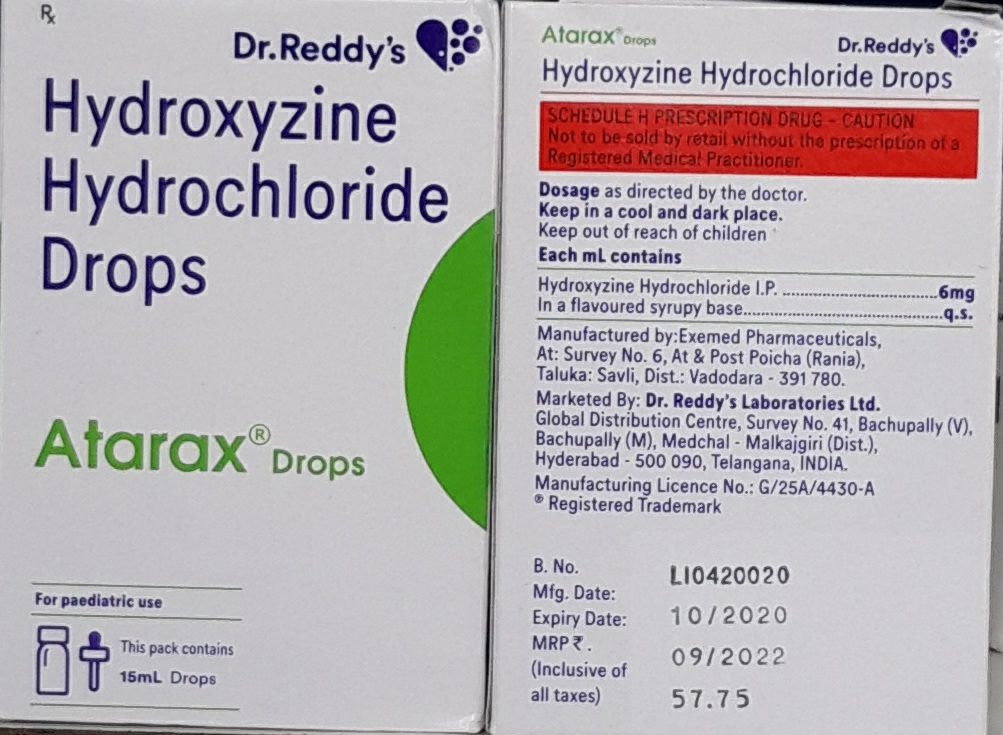 Rx
Dr.Reddy's
Hydroxyzine
Hydrochloride
Drops
Atarax® Drops
For paediatric use
This pack contains
15mL Drops
Atarax® Drops
Dr.Reddy's
Hydroxyzine Hydrochloride Drops
SCHEDULE H PRESCRIPTION DRUG - CAUTION
Not to be sold by retail without the prescription of a
Registered Medical Practitioner.
Dosage as directed by the doctor.
Keep in a cool and dark place.
Keep out of reach of children
Each mL contains
Hydroxyzine Hydrochloride I.P. ....................................6mg
In a flavoured syrupy base.............................................q.s.
Manufactured by:Exemed Pharmaceuticals,
At: Survey No. 6, At & Post Poicha (Rania),
Taluka: Savli, Dist.: Vadodara - 391 780.
Marketed By: Dr. Reddy's Laboratories Ltd.
Global Distribution Centre, Survey No. 41, Bachupally (V),
Bachupally (M), Medchal - Malkajgiri (Dist.),
Hyderabad - 500 090, Telangana, INDIA.
Manufacturing Licence No.: G/25A/4430-A
® Registered Trademark
B. No.
LI0420020
Mfg. Date:
10/2020
Expiry Date:
09/2022
MRP ₹.
57.75
(Inclusive of
all taxes)